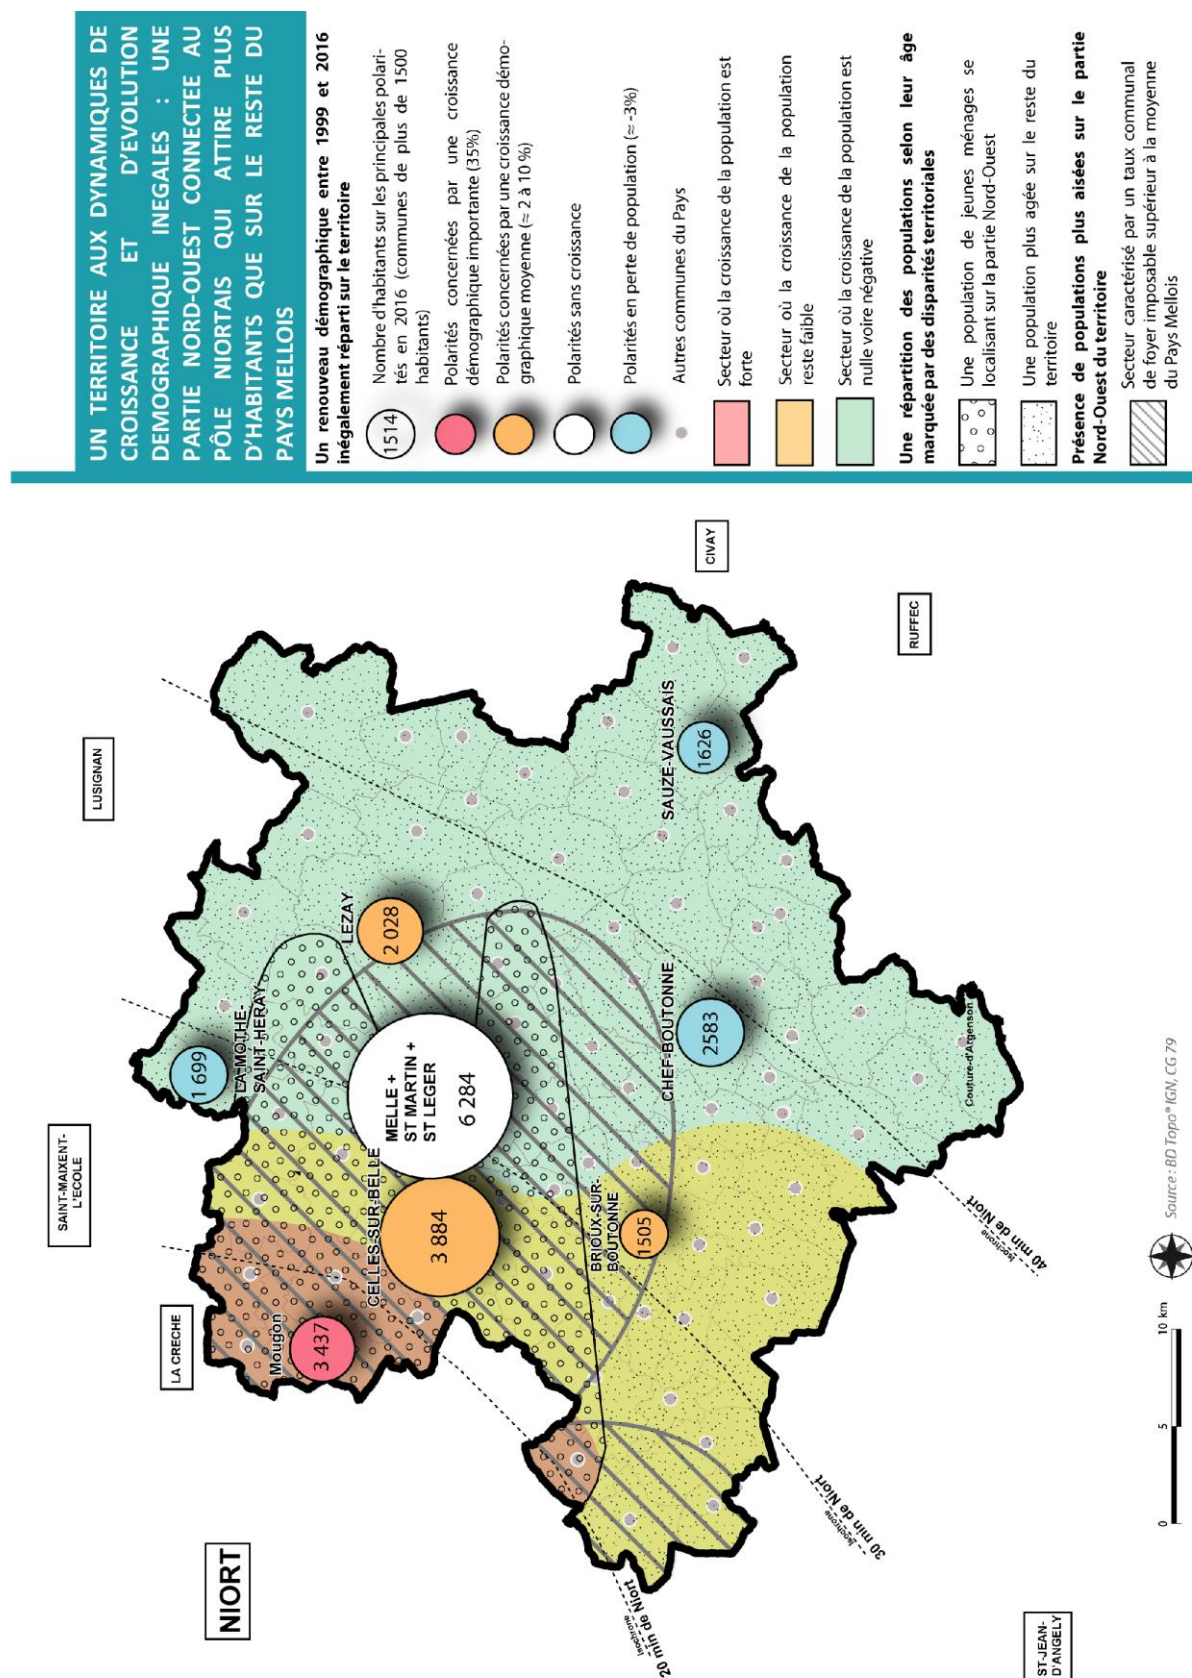 UN TERRITOIRE AUX DYNAMIQUES DE
CROISSANCE ET D'EVOLUTION
DEMOGRAPHIQUE INEGALES : UNE
PARTIE NORD-OUEST CONNECTEE AU
PÔLE NIORTAIS QUI ATTIRE PLUS
D'HABITANTS QUE SUR LE RESTE DU
PAYS MELLOIS
Un renouveau démographique entre 1999 et 2016
inégalement réparti sur le territoire
1514
Nombre d'habitants sur les principales polari-
tés en 2016 (communes de plus de 1500
habitants)
Polarités concernées par une croissance
démographique importante (35%)
Polarités concernées par une croissance démo-
graphique moyenne (≈ 2 à 10 %)
Polarités sans croissance
Polarités en perte de population (≈ -3%)
Autres communes du Pays
Secteur où la croissance de la population est
forte
Secteur où la croissance de la population
reste faible
Secteur où la croissance de la population est
nulle voire négative
Une répartition des populations selon leur âge
marquée par des disparités territoriales
Une population de jeunes ménages se
localisant sur la partie Nord-Ouest
Une population plus agée sur le reste du
territoire
Présence de populations plus aisées sur le partie
Nord-Ouest du territoire
Secteur caractérisé par un taux communal
de foyer imposable supérieur à la moyenne
du Pays Mellois
LUSIGNAN
SAINT-MAIXENT-
L'ECOLE
LA CRECHE
NIORT
CIVAY
RUFFEC
ST-JEAN-
D'ANGELY
1 699
LA-MOTHE-
SAINT-HERAY
LEZAY
2 028
Mougon
3 437
CELLES-SUR-BELLE
3 884
MELLE +
ST MARTIN +
ST LEGER
6 284
BRIOUX-SUR-
BOUTONNE
1505
CHEF-BOUTONNE
2583
SAUZE-VAUSSAIS
1626
Couture-d'Argenson
isochrone
20 min de Niort
isochrone
30 min de Niort
isochrone
40 min de Niort
0 5 10 km
Source : BD Topo® IGN, CG 79